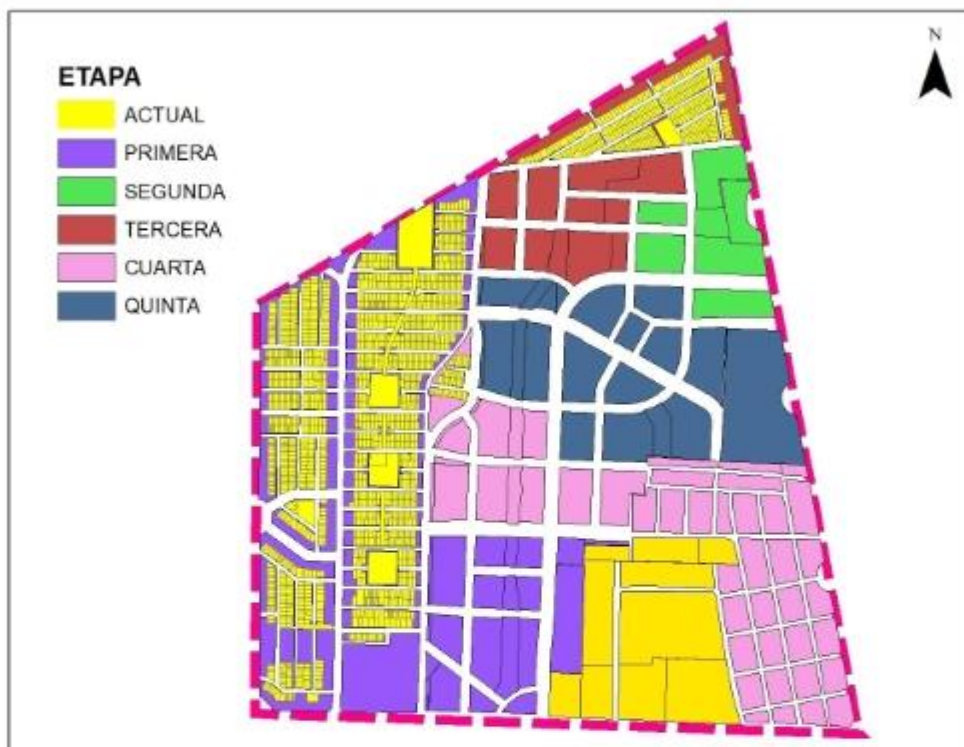 N
ETAPA
ACTUAL
PRIMERA
SEGUNDA
TERCERA
CUARTA
QUINTA